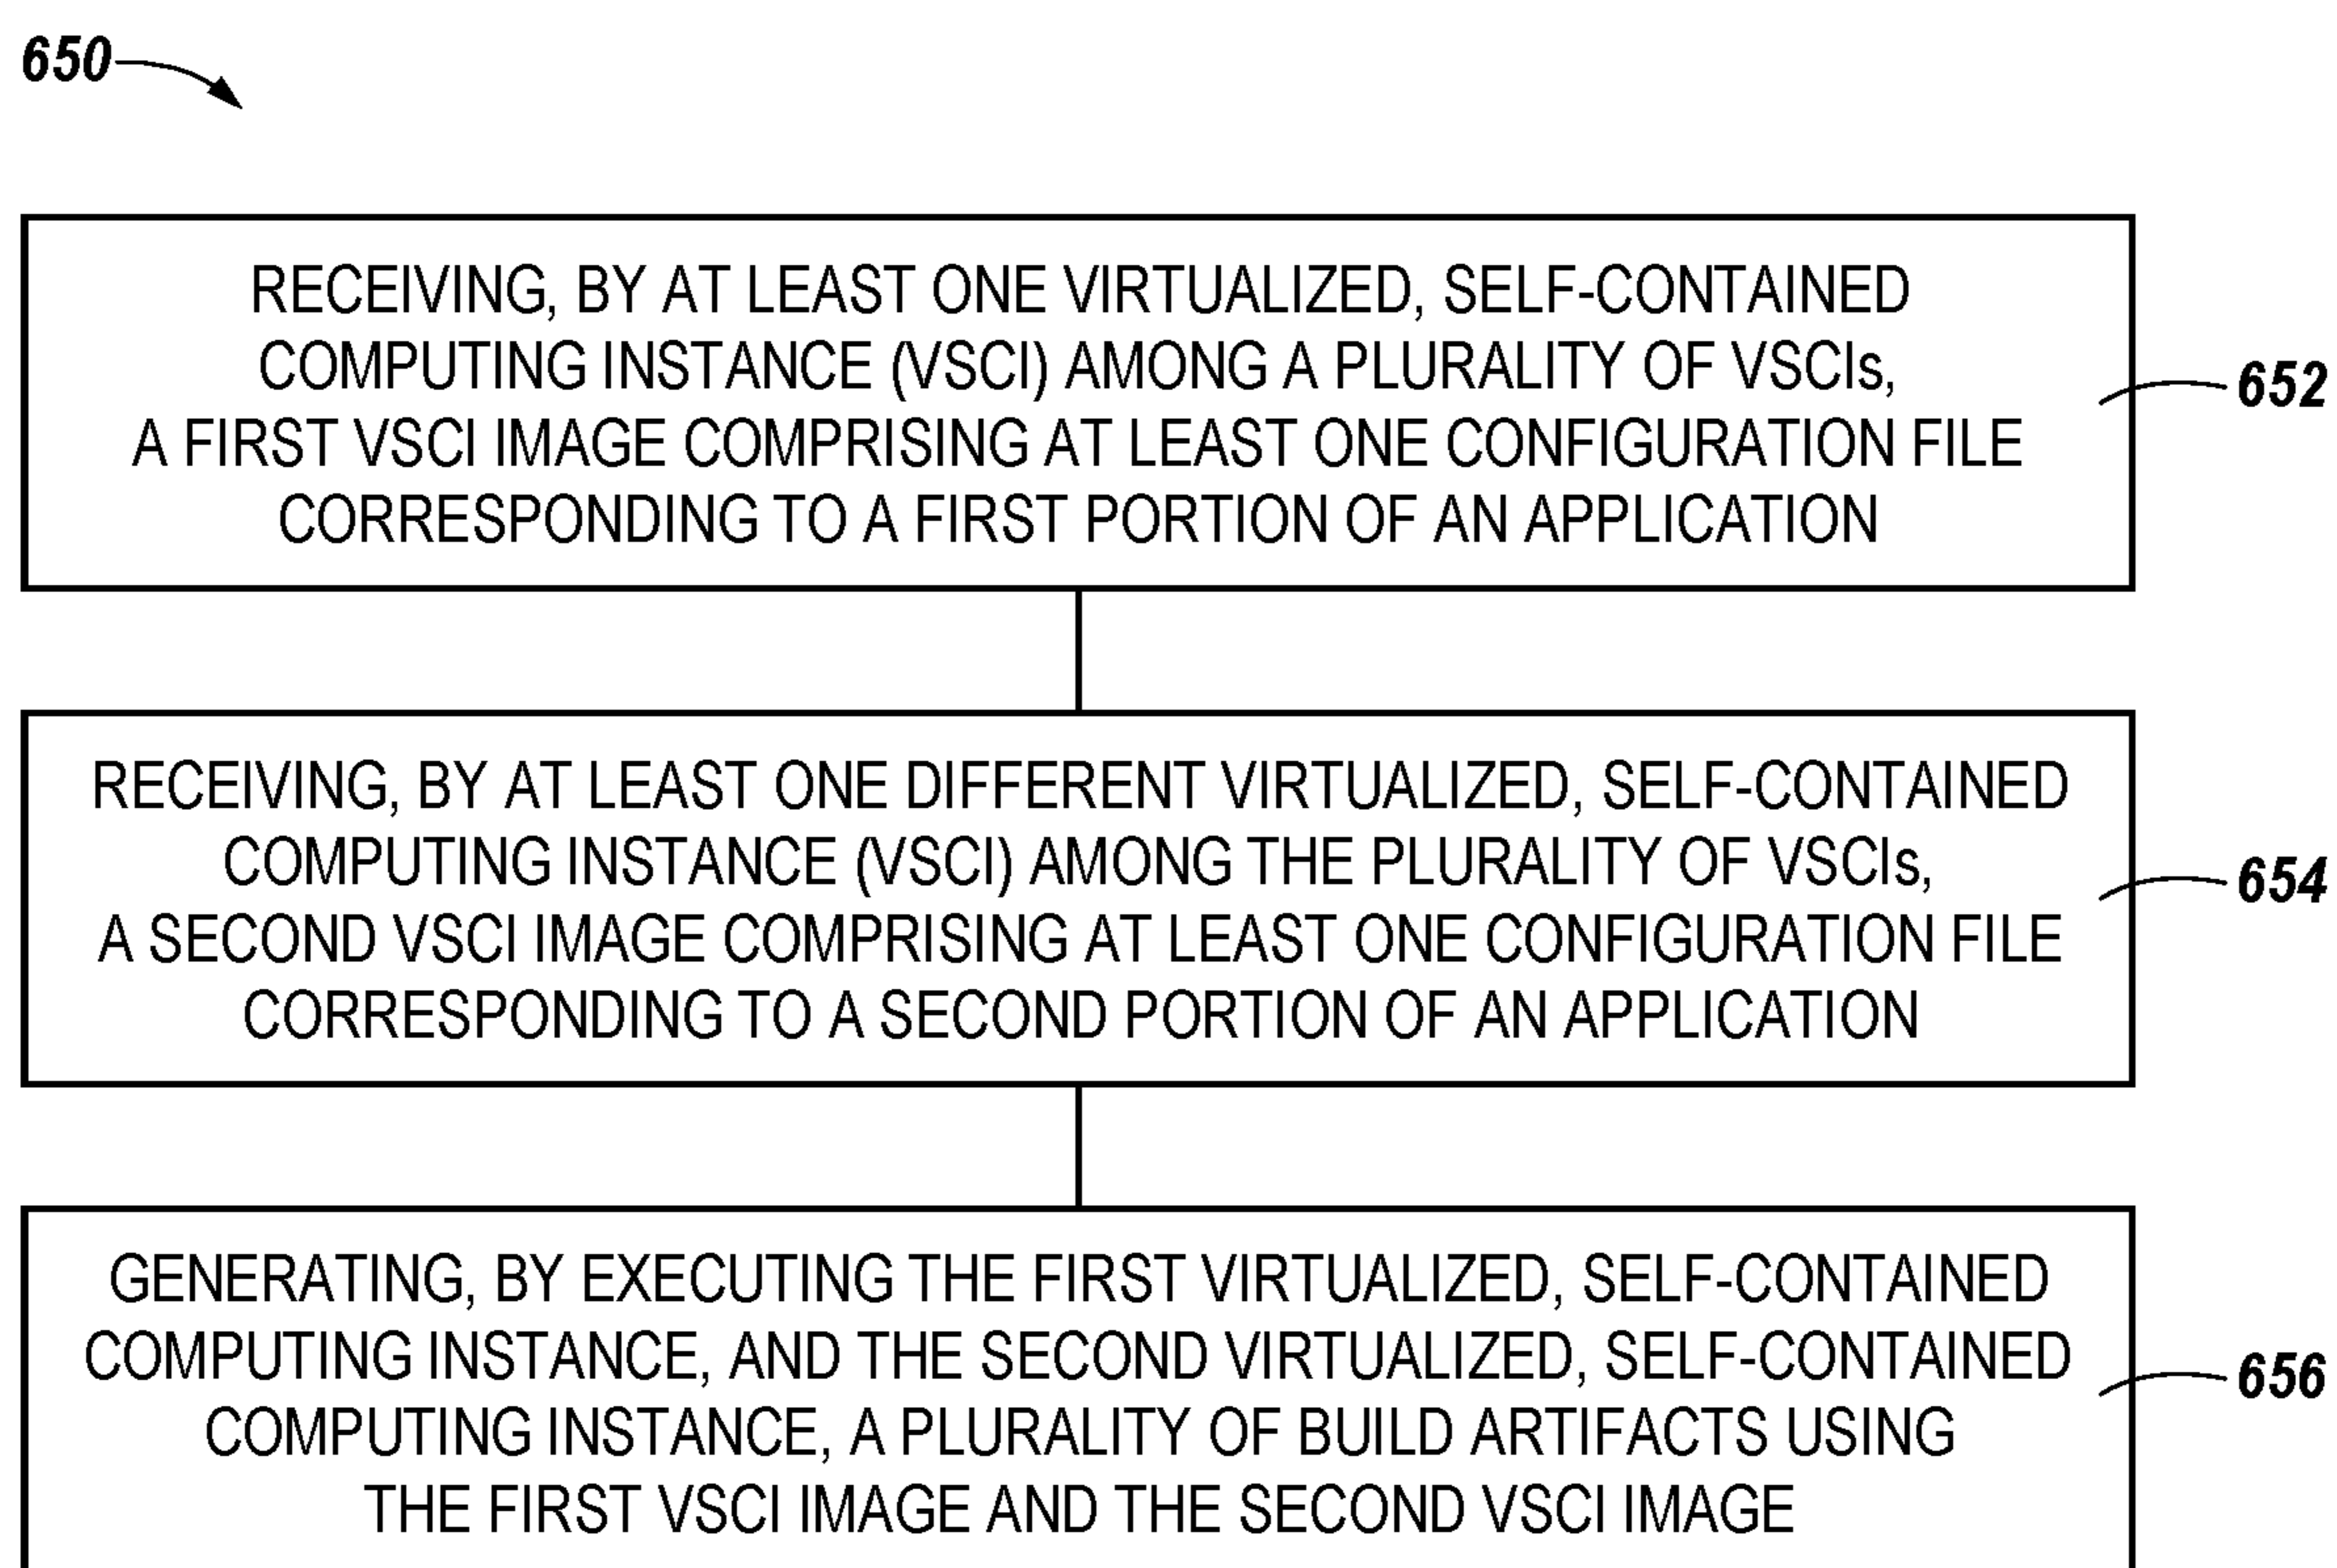 650
RECEIVING, BY AT LEAST ONE VIRTUALIZED, SELF-CONTAINED
COMPUTING INSTANCE (VSCI) AMONG A PLURALITY OF VSCIs,
A FIRST VSCI IMAGE COMPRISING AT LEAST ONE CONFIGURATION FILE
CORRESPONDING TO A FIRST PORTION OF AN APPLICATION
652
RECEIVING, BY AT LEAST ONE DIFFERENT VIRTUALIZED, SELF-CONTAINED
COMPUTING INSTANCE (VSCI) AMONG THE PLURALITY OF VSCIs,
A SECOND VSCI IMAGE COMPRISING AT LEAST ONE CONFIGURATION FILE
CORRESPONDING TO A SECOND PORTION OF AN APPLICATION
654
GENERATING, BY EXECUTING THE FIRST VIRTUALIZED, SELF-CONTAINED
COMPUTING INSTANCE, AND THE SECOND VIRTUALIZED, SELF-CONTAINED
COMPUTING INSTANCE, A PLURALITY OF BUILD ARTIFACTS USING
THE FIRST VSCI IMAGE AND THE SECOND VSCI IMAGE
656